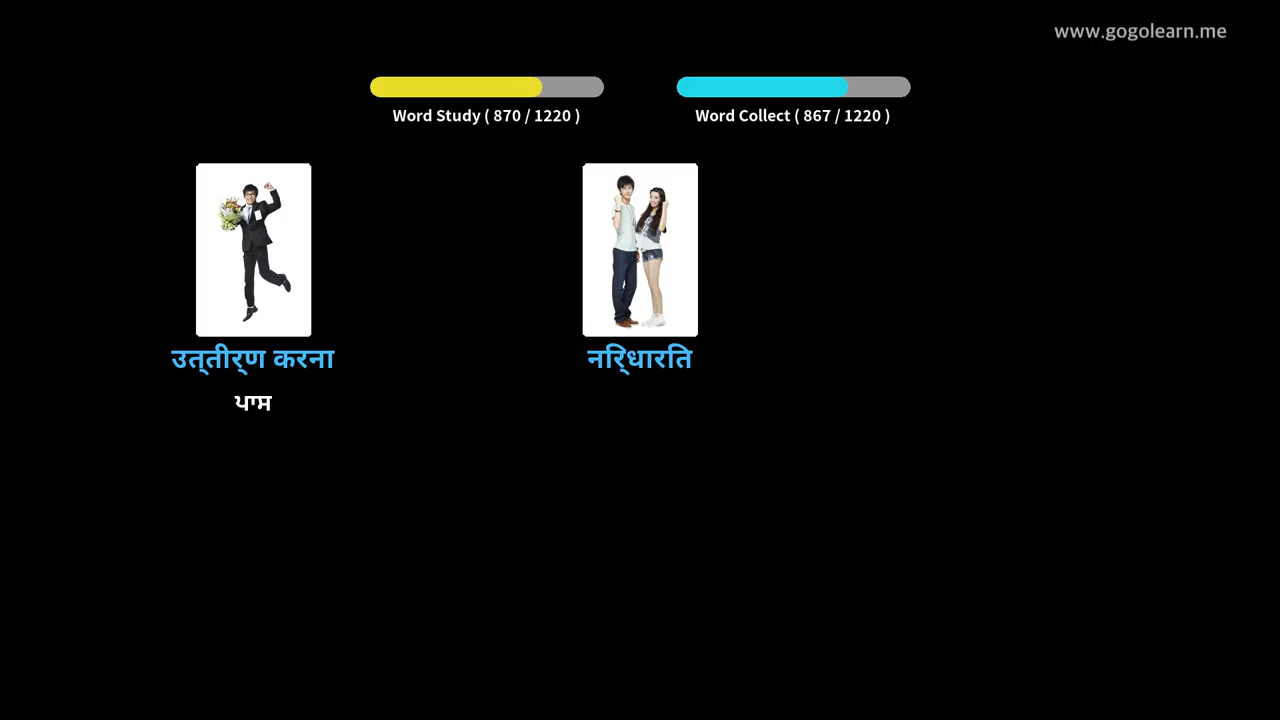 www.gogolearn.me
Word Study ( 870 / 1220 )
Word Collect ( 867 / 1220 )
उत्‌तीर्‌ण करना
निर्‌धारित
ਪਾਸ